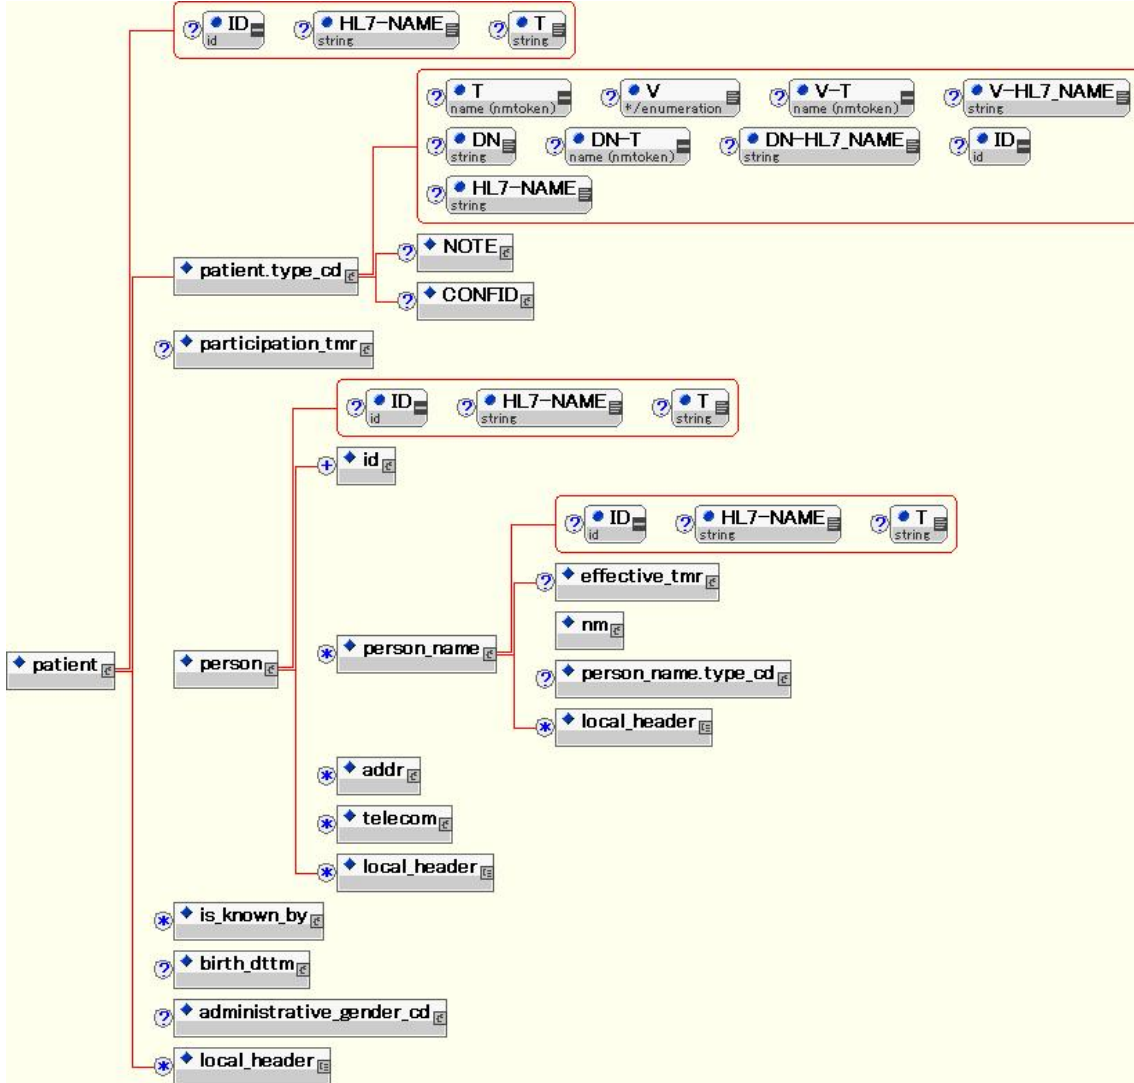 ID HL7-NAME T
id string string
T V V-T V-HL7_NAME
name (nmtoken) */enumeration name (nmtoken) string
DN DN-T DN-HL7_NAME ID
string name (nmtoken) string id
HL7-NAME
string
NOTE
patient.type_cd
CONFID
participation_tmr
ID HL7-NAME T
id string string
id
ID HL7-NAME T
id string string
effective_tmr
nm
person_name
patient
person
person_name.type_cd
local_header
addr
telecom
local_header
is_known_by
birth_dttm
administrative_gender_cd
local_header